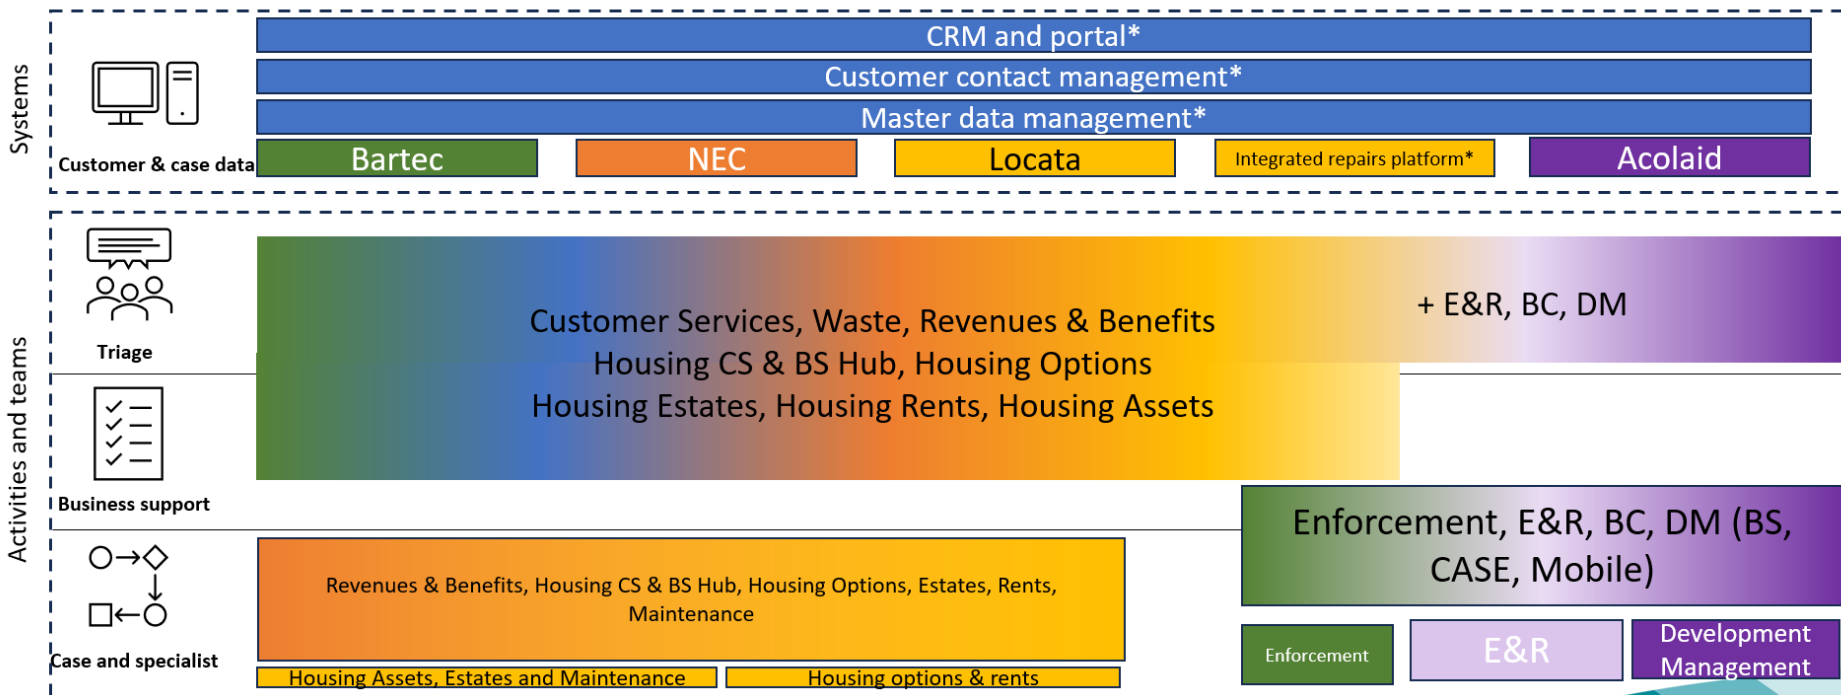 Systems
CRM and portal*
Customer contact management*
Master data management*
Customer & case data
Bartec
NEC
Locata
Integrated repairs platform*
Acolaid
Activities and teams
Triage
Customer Services, Waste, Revenues & Benefits
Housing CS & BS Hub, Housing Options
Housing Estates, Housing Rents, Housing Assets
+ E&R, BC, DM
Business support
Enforcement, E&R, BC, DM (BS,
CASE, Mobile)
Case and specialist
Revenues & Benefits, Housing CS & BS Hub, Housing Options, Estates, Rents,
Maintenance
Housing Assets, Estates and Maintenance
Housing options & rents
Enforcement
E&R
Development
Management